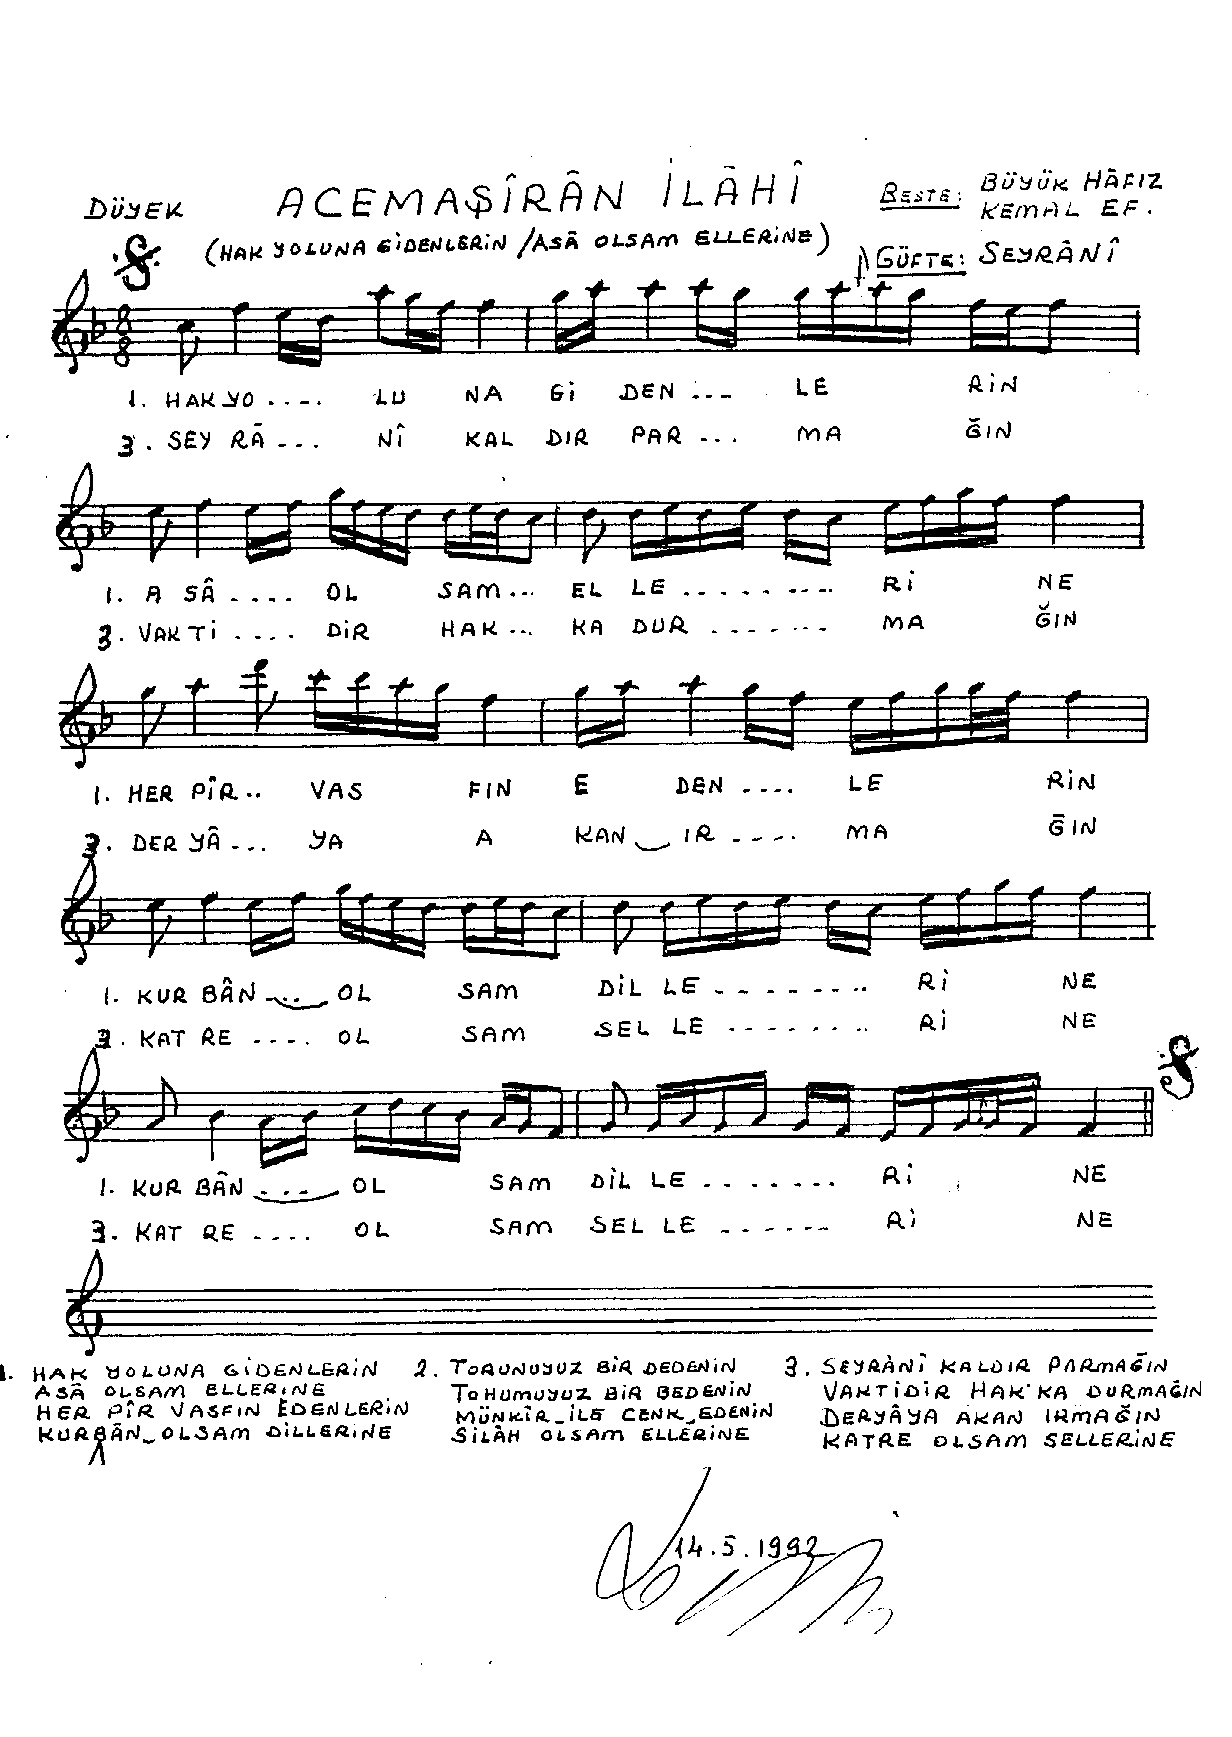 DÜYEK
ACEMAŞÎRÂN İLÂHÎ
BESTE: BÜYÜK HÂFIZ
KEMAL EF.
(HAK YOLUNA GİDENLERİN / ASÂ OLSAM ELLERİNE)
GÜFTE: SEYRÂNÎ
8
8
1. HAK YO .... LU NA Gİ DEN ... LE RİN
3. SEY RÂ ... NÎ KAL DIR PAR ... MA ĞIN
1. A SÂ .... OL SAM ... EL LE ........ Rİ NE
3. VAK Tİ .... DİR HAK ... KA DUR ....... MA ĞIN
1. HER PÎR .. VAS FIN E DEN .... LE RİN
3. DER YÂ ... YA A KAN IR .... MA ĞIN
1. KUR BÂN ... OL SAM DİL LE ....... Rİ NE
3. KAT RE .... OL SAM SEL LE ....... Rİ NE
1. KUR BÂN .... OL SAM DİL LE ....... Rİ NE
3. KAT RE .... OL SAM SEL LE ...... Rİ NE
1. HAK YOLUNA GİDENLERİN
ASÂ OLSAM ELLERİNE
HER PÎR VASFIN EDENLERİN
KURBÂN_OLSAM DİLLERİNE
2. TORUNUYUZ BİR DEDENİN
TOHUMUYUZ BİR BEDENİN
MÜNKİR_İLE CENK_EDENİN
SİLÂH OLSAM ELLERİNE
3. SEYRÂNÎ KALDIR PARMAĞIN
VAKTİDİR HAK'KA DURMAĞIN
DERYÂYA AKAN IRMAĞIN
KATRE OLSAM SELLERİNE
14.5.1992